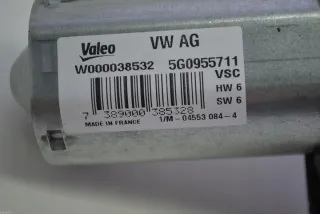 Valeo VW AG
W000038532 5G0955711
VSC
HW 6
SW 6
7 389000 385328
MADE IN FRANCE 1/M - 04553 084 - 4